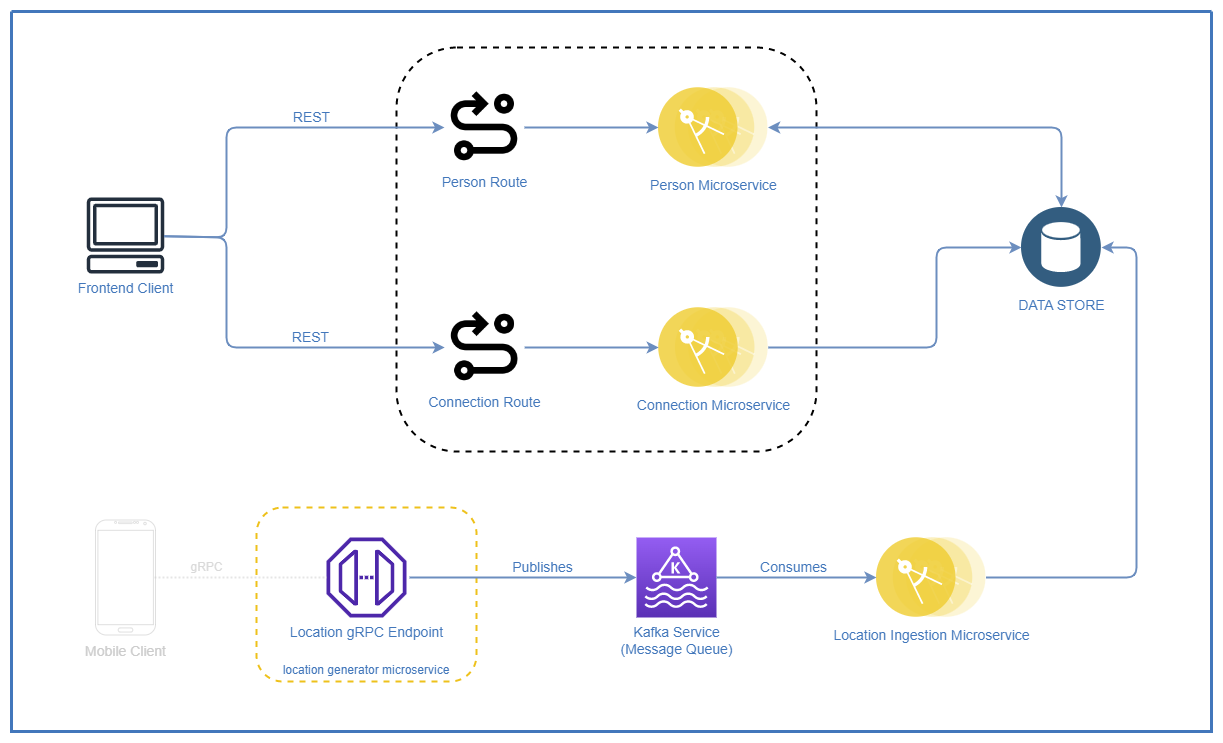 REST
Person Route
Person Microservice
Frontend Client
DATA STORE
REST
Connection Route
Connection Microservice
gRPC
Mobile Client
Location gRPC Endpoint
location generator microservice
Publishes
K
Kafka Service
(Message Queue)
Consumes
Location Ingestion Microservice